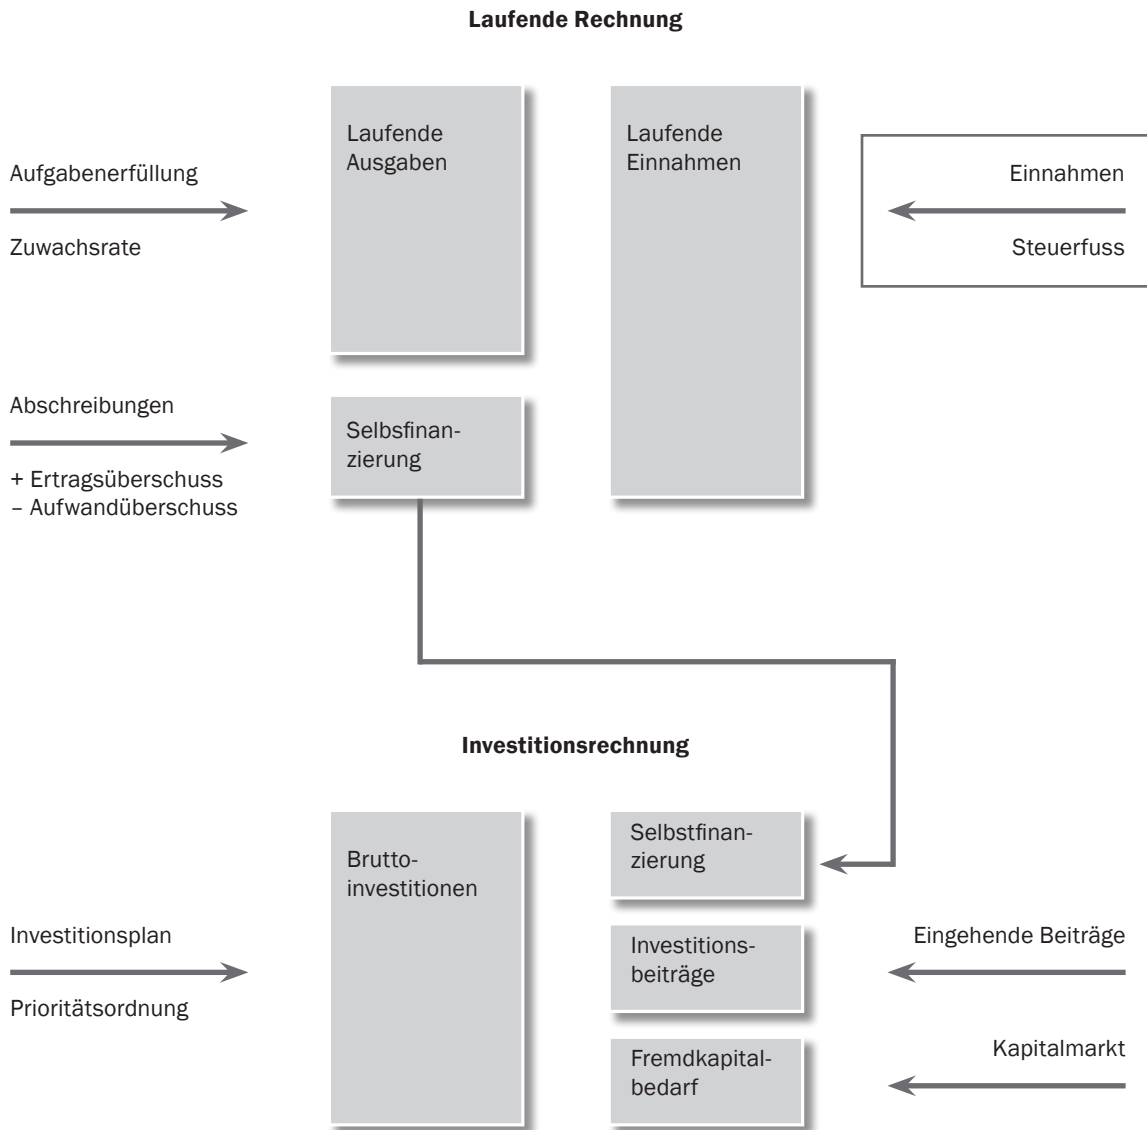 Laufende Rechnung
Laufende
Ausgaben
Laufende
Einnahmen
Aufgabenerfüllung
Zuwachsrate
Einnahmen
Steuerfuss
Abschreibungen
+ Ertragsüberschuss
– Aufwandüberschuss
Selbsfinan-
zierung
Investitionsrechnung
Brutto-
investitionen
Selbstfinan-
zierung
Investitionsplan
Prioritätsordnung
Investitions-
beiträge
Eingehende Beiträge
Fremdkapital-
bedarf
Kapitalmarkt